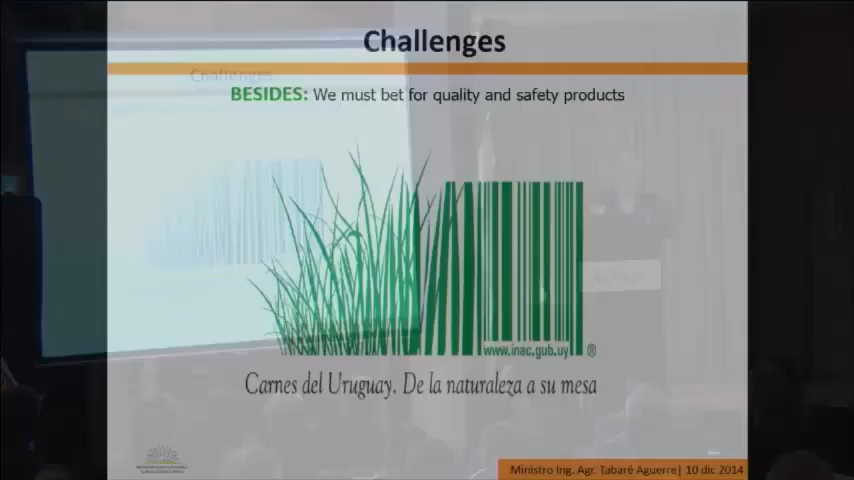 Challenges
Challenges
BESIDES: We must bet for quality and safety products
www.inac.gub.uy ®
Carnes del Uruguay. De la naturaleza a su mesa
Ministro Ing. Agr. Tabaré Aguerre| 10 dic 2014